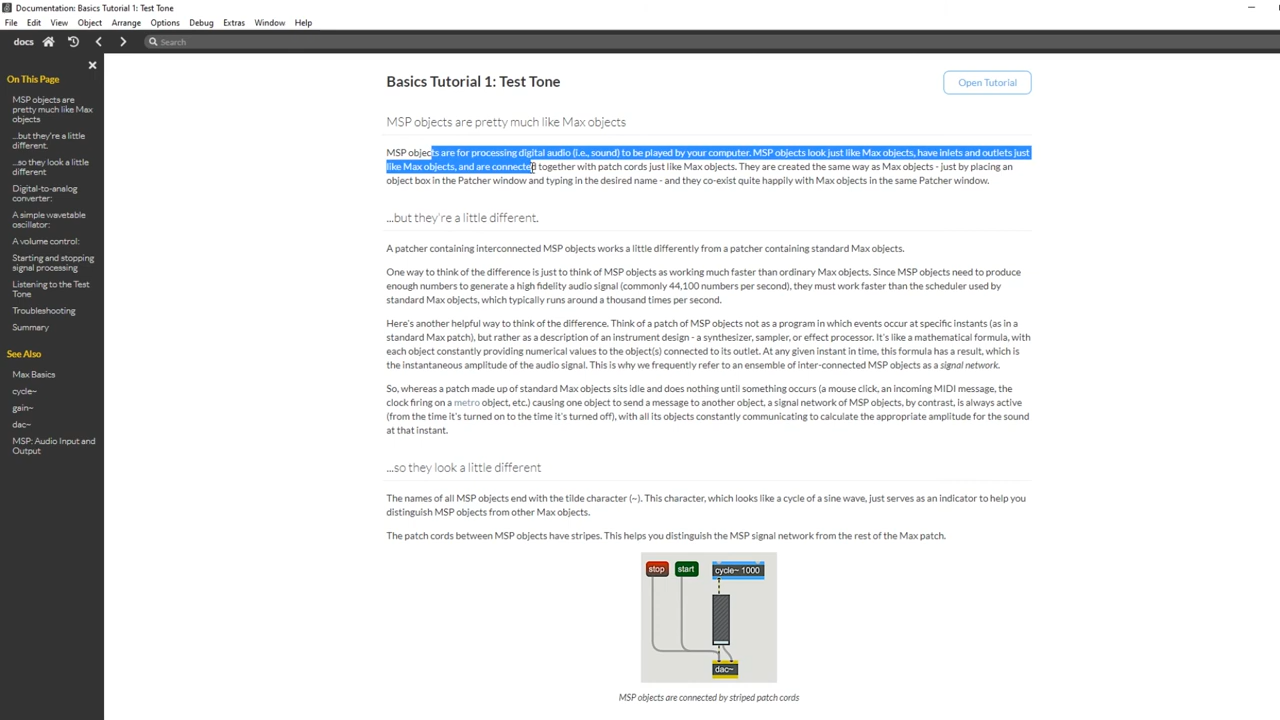 Documentation: Basics Tutorial 1: Test Tone
File Edit View Object Arrange Options Debug Extras Window Help
docs Search
On This Page
MSP objects are
pretty much like Max
objects
...but they're a little
different.
...so they look a little
different
Digital-to-analog
converter:
A simple wavetable
oscillator:
A volume control:
Starting and stopping
signal processing
Listening to the Test
Tone
Troubleshooting
Summary
See Also
Max Basics
cycle~
gain~
dac~
MSP: Audio Input and
Output
Basics Tutorial 1: Test Tone
Open Tutorial
MSP objects are pretty much like Max objects
MSP objects are for processing digital audio (i.e., sound) to be played by your computer. MSP objects look just like Max objects, have inlets and outlets just
like Max objects, and are connected together with patch cords just like Max objects. They are created the same way as Max objects - just by placing an
object box in the Patcher window and typing in the desired name - and they co-exist quite happily with Max objects in the same Patcher window.
...but they're a little different.
A patcher containing interconnected MSP objects works a little differently from a patcher containing standard Max objects.
One way to think of the difference is just to think of MSP objects as working much faster than ordinary Max objects. Since MSP objects need to produce
enough numbers to generate a high fidelity audio signal (commonly 44,100 numbers per second), they must work faster than the scheduler used by
standard Max objects, which typically runs around a thousand times per second.
Here's another helpful way to think of the difference. Think of a patch of MSP objects not as a program in which events occur at specific instants (as in a
standard Max patch), but rather as a description of an instrument design - a synthesizer, sampler, or effect processor. It's like a mathematical formula, with
each object constantly providing numerical values to the object(s) connected to its outlet. At any given instant in time, this formula has a result, which is
the instantaneous amplitude of the audio signal. This is why we frequently refer to an ensemble of inter-connected MSP objects as a signal network.
So, whereas a patch made up of standard Max objects sits idle and does nothing until something occurs (a mouse click, an incoming MIDI message, the
clock firing on a metro object, etc.) causing one object to send a message to another object, a signal network of MSP objects, by contrast, is always active
(from the time it's turned on to the time it's turned off), with all its objects constantly communicating to calculate the appropriate amplitude for the sound
at that instant.
...so they look a little different
The names of all MSP objects end with the tilde character (~). This character, which looks like a cycle of a sine wave, just serves as an indicator to help you
distinguish MSP objects from other Max objects.
The patch cords between MSP objects have stripes. This helps you distinguish the MSP signal network from the rest of the Max patch.
stop start cycle~ 1000
dac~
MSP objects are connected by striped patch cords